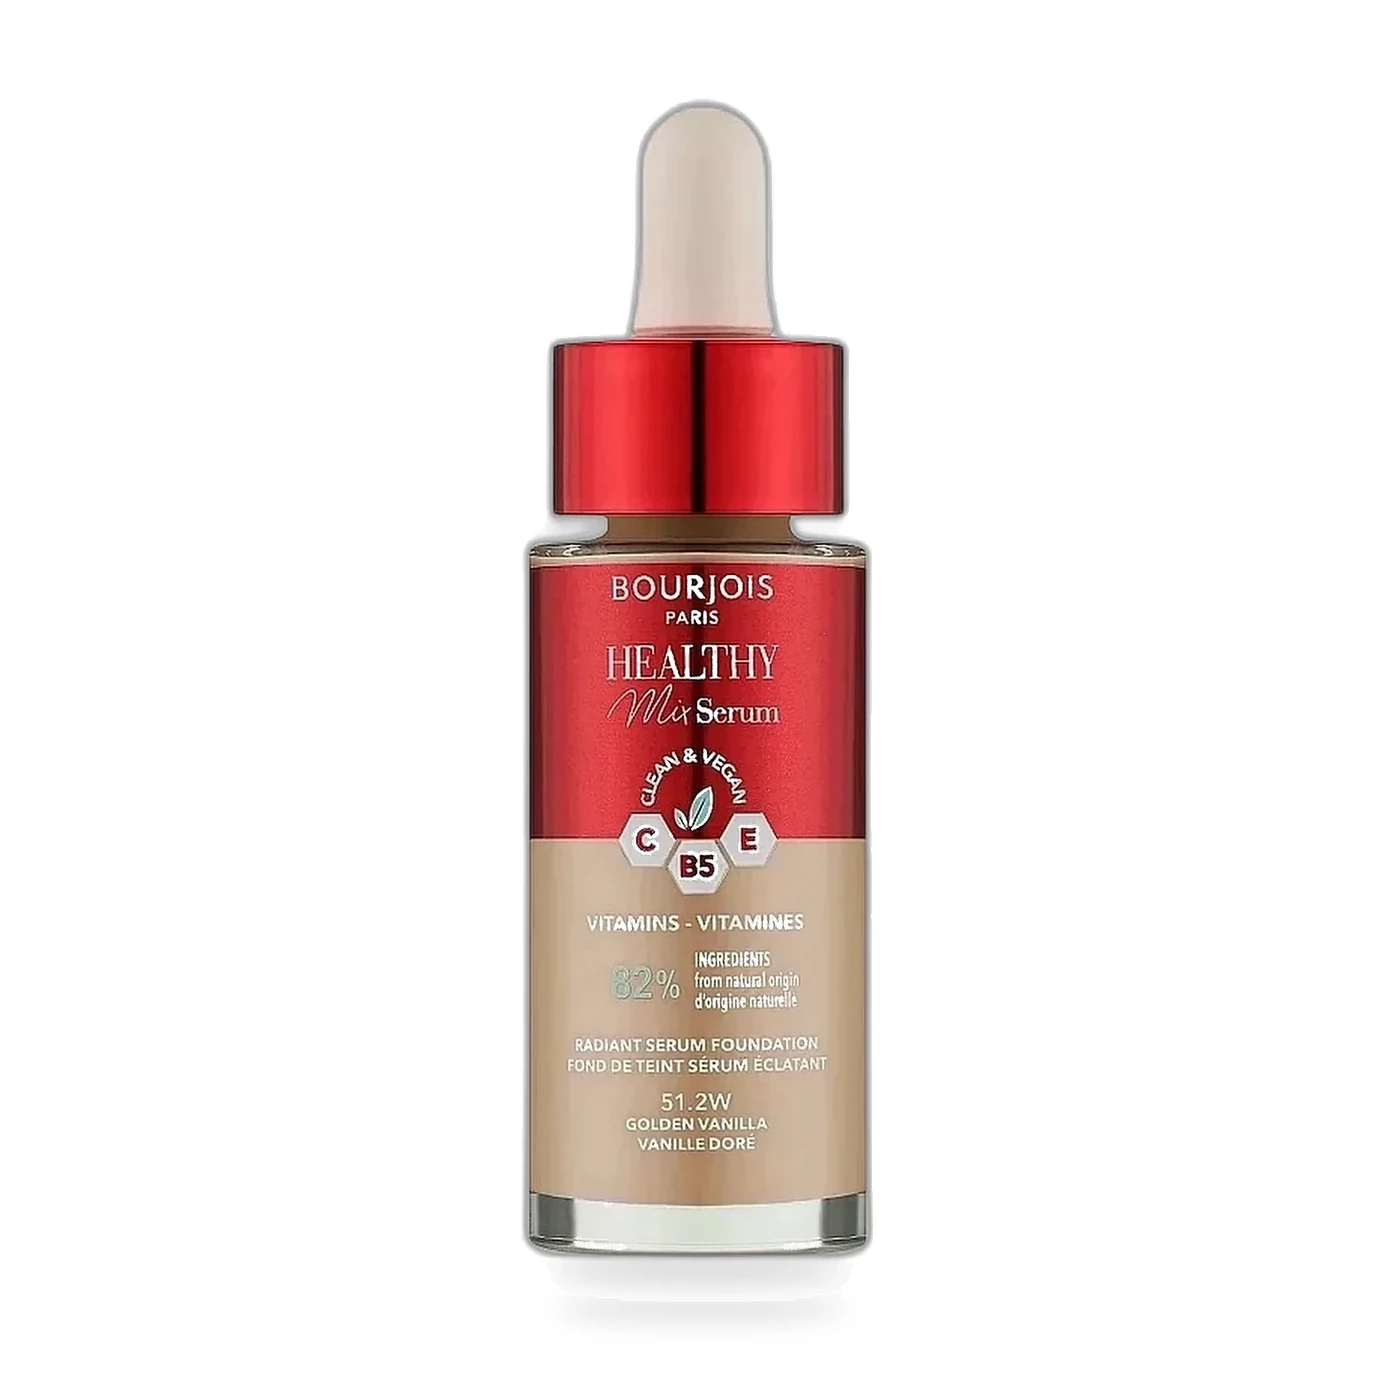 BOURJOIS
PARIS
HEALTHY
Mix Serum
CLEAN & VEGAN
C
B5
E
VITAMINS - VITAMINES
82%
INGREDIENTS
from natural origin
d'origine naturelle
RADIANT SERUM FOUNDATION
FOND DE TEINT SÉRUM ÉCLATANT
51.2W
GOLDEN VANILLA
VANILLE DORÉ